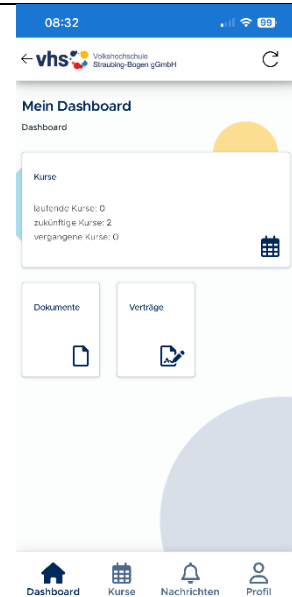 08:32
99
vhs Volkshochschule
Straubing-Bogen gGmbH
Mein Dashboard
Dashboard
Kurse
laufende Kurse: 0
zukünftige Kurse: 2
vergangene Kurse: 0
Dokumente
Verträge
Dashboard Kurse Nachrichten Profil